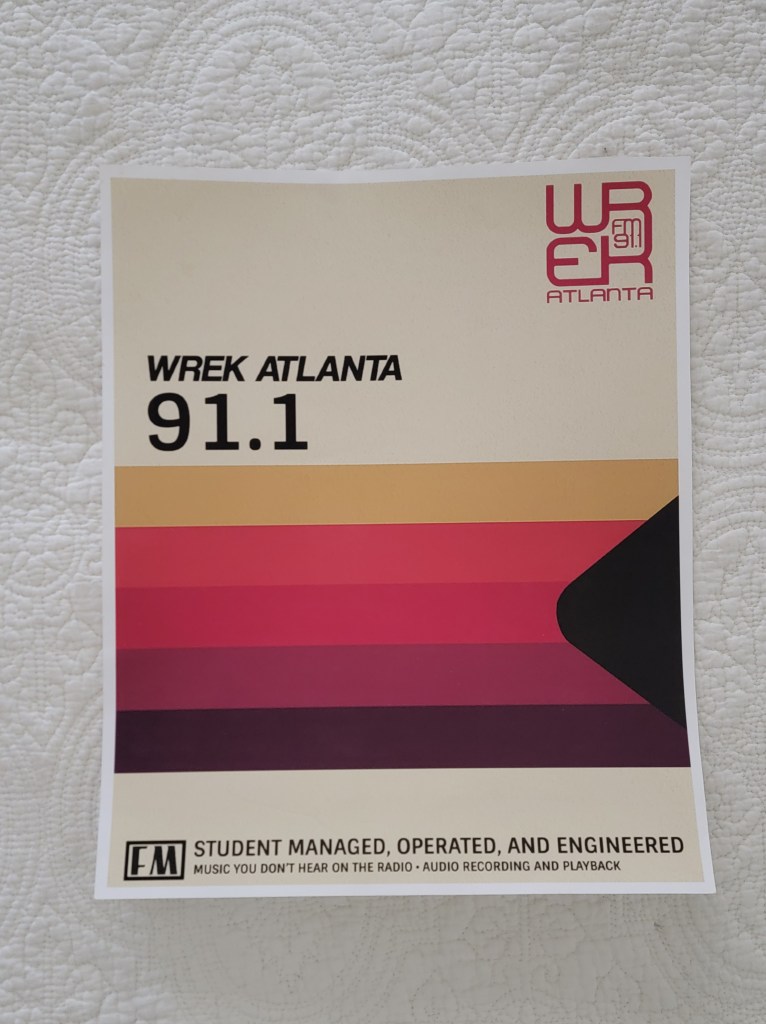 WR
FM
91.1
EK
ATLANTA
WREK ATLANTA
91.1
FM
STUDENT MANAGED, OPERATED, AND ENGINEERED
MUSIC YOU DON'T HEAR ON THE RADIO • AUDIO RECORDING AND PLAYBACK